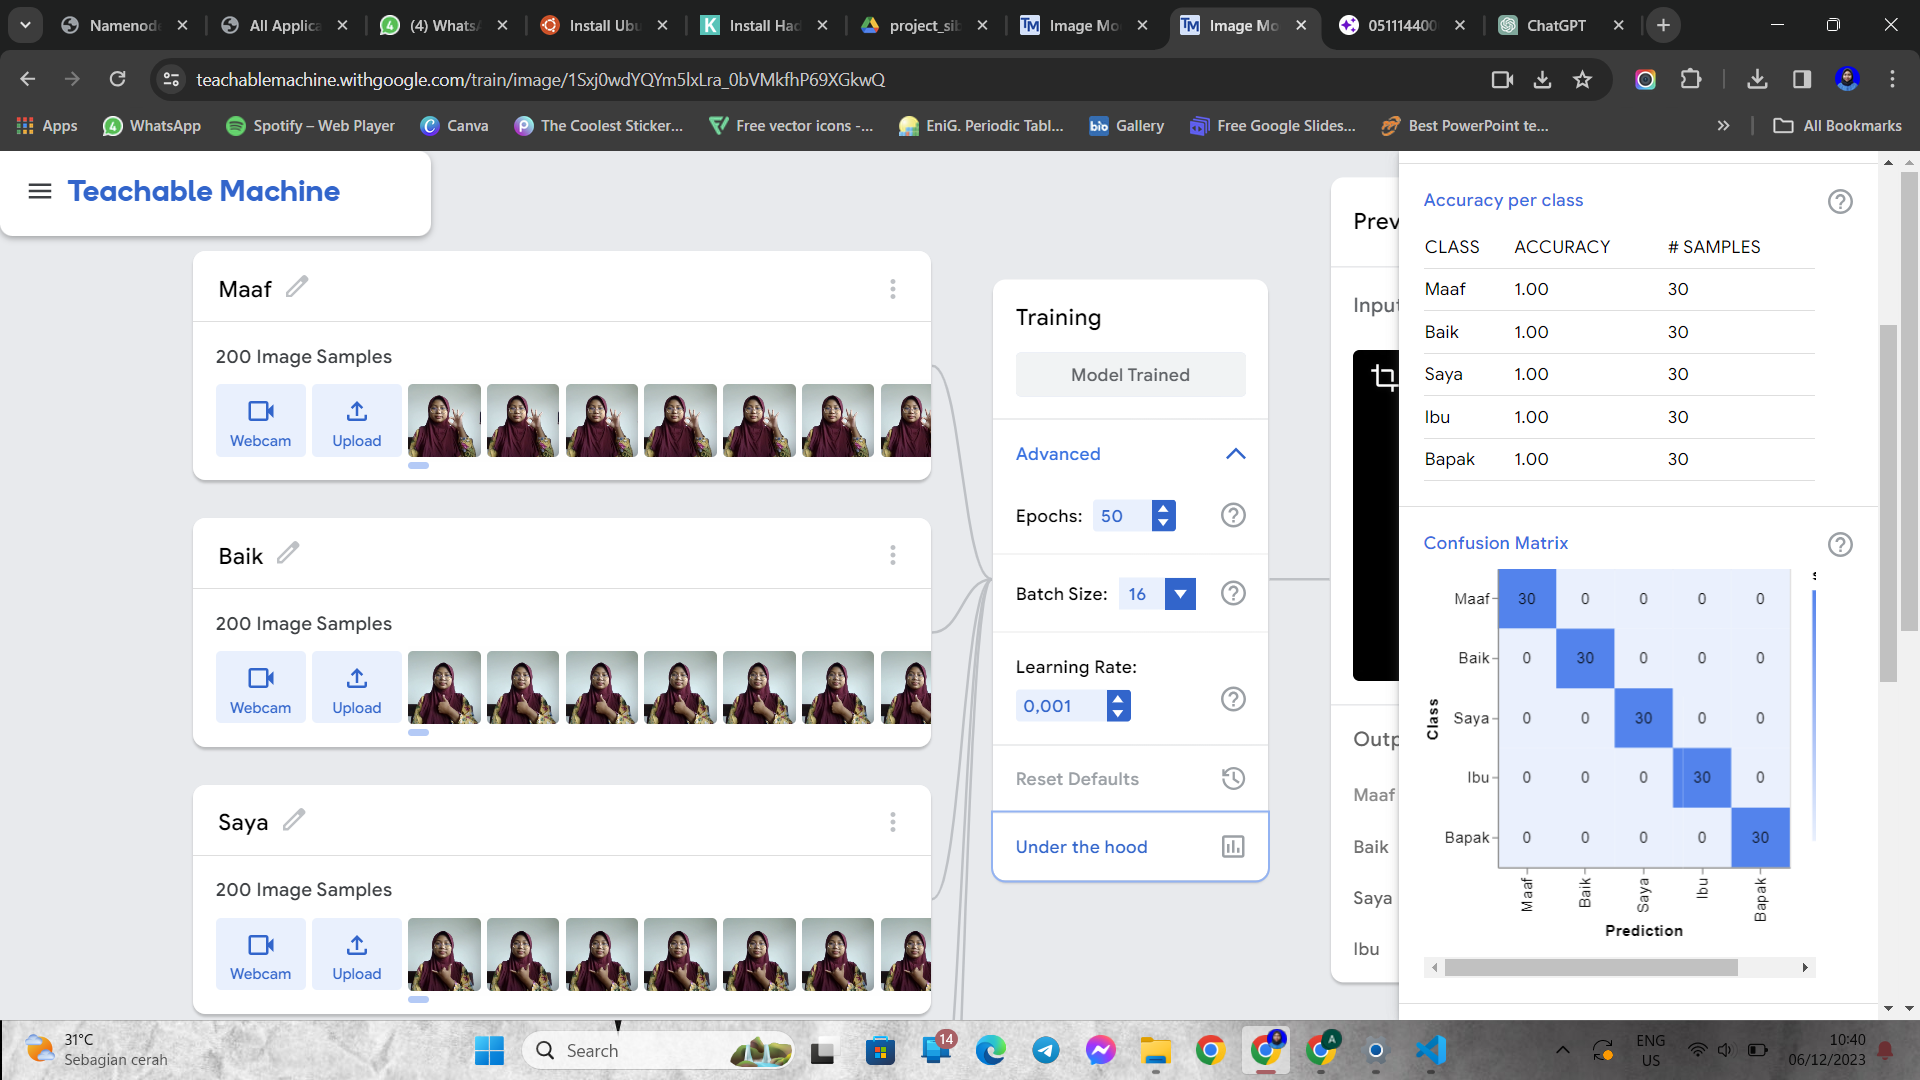 Namenode
All Applica
(4) WhatsA
Install Ubu
Install Had
project_sib
Image Mo
Image Mo
051114400
ChatGPT
teachablemachine.withgoogle.com/train/image/1Sxj0wdYQYm5lxLra_0bVMkfhP69XGkwQ
Apps
WhatsApp
Spotify – Web Player
Canva
The Coolest Sticker...
Free vector icons -...
EniG. Periodic Tabl...
Gallery
Free Google Slides...
Best PowerPoint te...
All Bookmarks
Teachable Machine
Maaf
200 Image Samples
Webcam
Upload
Baik
200 Image Samples
Webcam
Upload
Saya
200 Image Samples
Webcam
Upload
Training
Model Trained
Advanced
Epochs: 50
Batch Size: 16
Learning Rate:
0,001
Reset Defaults
Under the hood
Prev
Input
Outp
Maaf
Baik
Saya
Ibu
Accuracy per class
CLASS ACCURACY # SAMPLES
Maaf 1.00 30
Baik 1.00 30
Saya 1.00 30
Ibu 1.00 30
Bapak 1.00 30
Confusion Matrix
Class
Maaf 30 0 0 0 0
Baik 0 30 0 0 0
Saya 0 0 30 0 0
Ibu 0 0 0 30 0
Bapak 0 0 0 0 30
Maaf Baik Saya Ibu Bapak
Prediction
31°C
Sebagian cerah
Search
14
A
ENG
US
10:40
06/12/2023